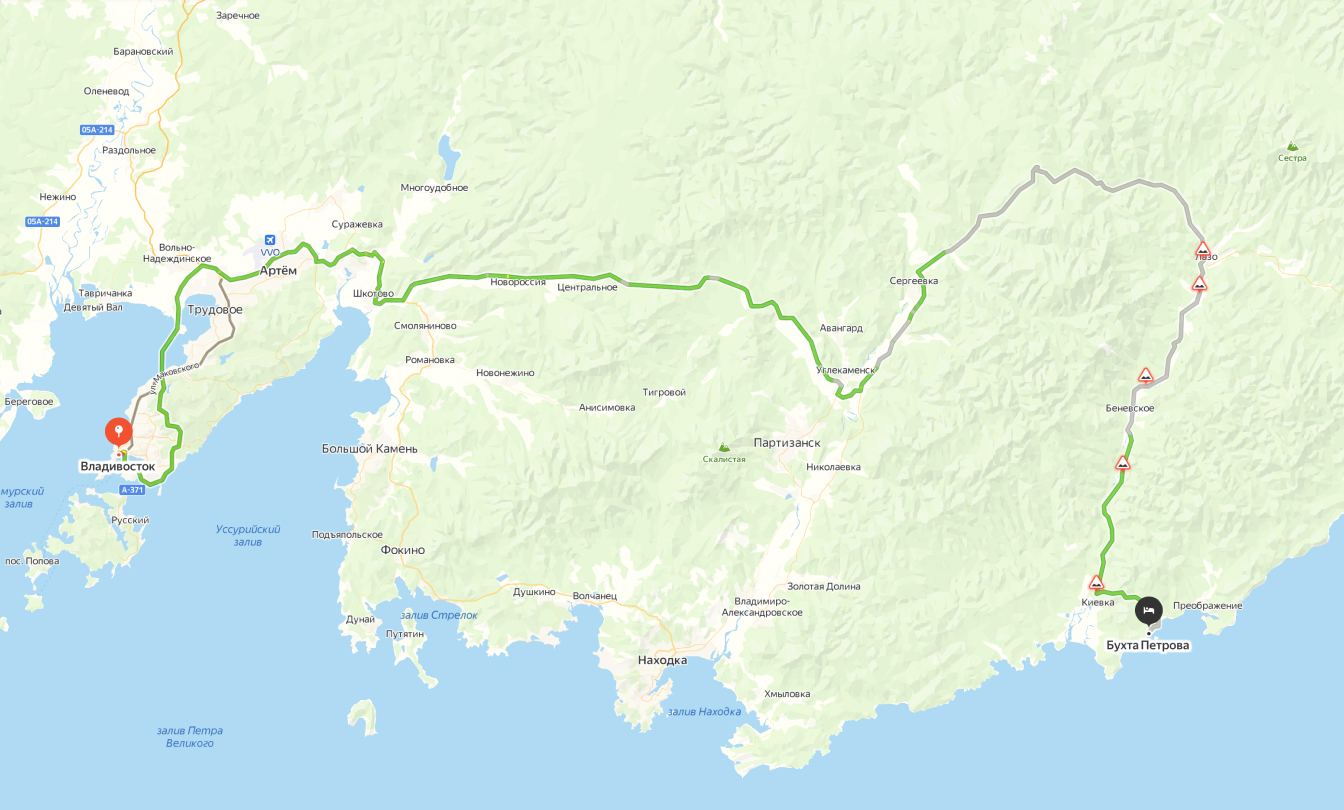 Заречное
Барановский
Оленевод
05А-214
Раздольное
Сестра
Многоудобное
Нежино
05А-214
Суражевка
VVO
Вольно-
Надеждинское
Артём
Лазо
Сергеевка
Новороссия
Центральное
Тавричанка
Шкотово
Девятый Вал
Трудовое
Смоляниново
Авангард
Романовка
Углекаменск
Новонежино
ул. Маковского
Тигровой
Береговое
Анисимовка
Беневское
Партизанск
Большой Камень
Скалистая
Владивосток
Николаевка
А-371
мурский
залив
Русский
Уссурийский
залив
Подъяпольское
Фокино
пос. Попова
Золотая Долина
Душкино
Волчанец
Владимиро-
Александровское
Киевка
Преображение
залив Стрелок
Дунай
Путятин
Бухта Петрова
Находка
Хмыловка
залив Находка
залив Петра
Великого